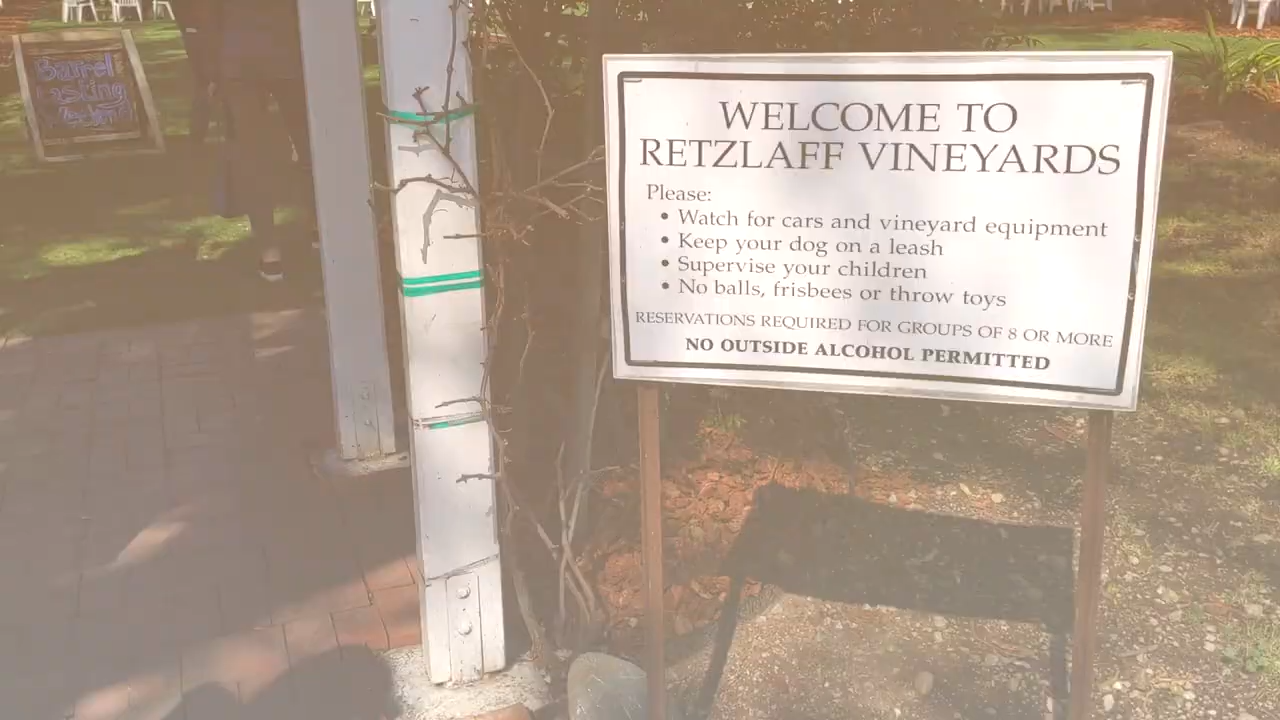 Barrel
WELCOME TO
RETZLAFF VINEYARDS
Please:
• Watch for cars and vineyard equipment
• Keep your dog on a leash
• Supervise your children
• No balls, frisbees or throw toys
RESERVATIONS REQUIRED FOR GROUPS OF 8 OR MORE
NO OUTSIDE ALCOHOL PERMITTED